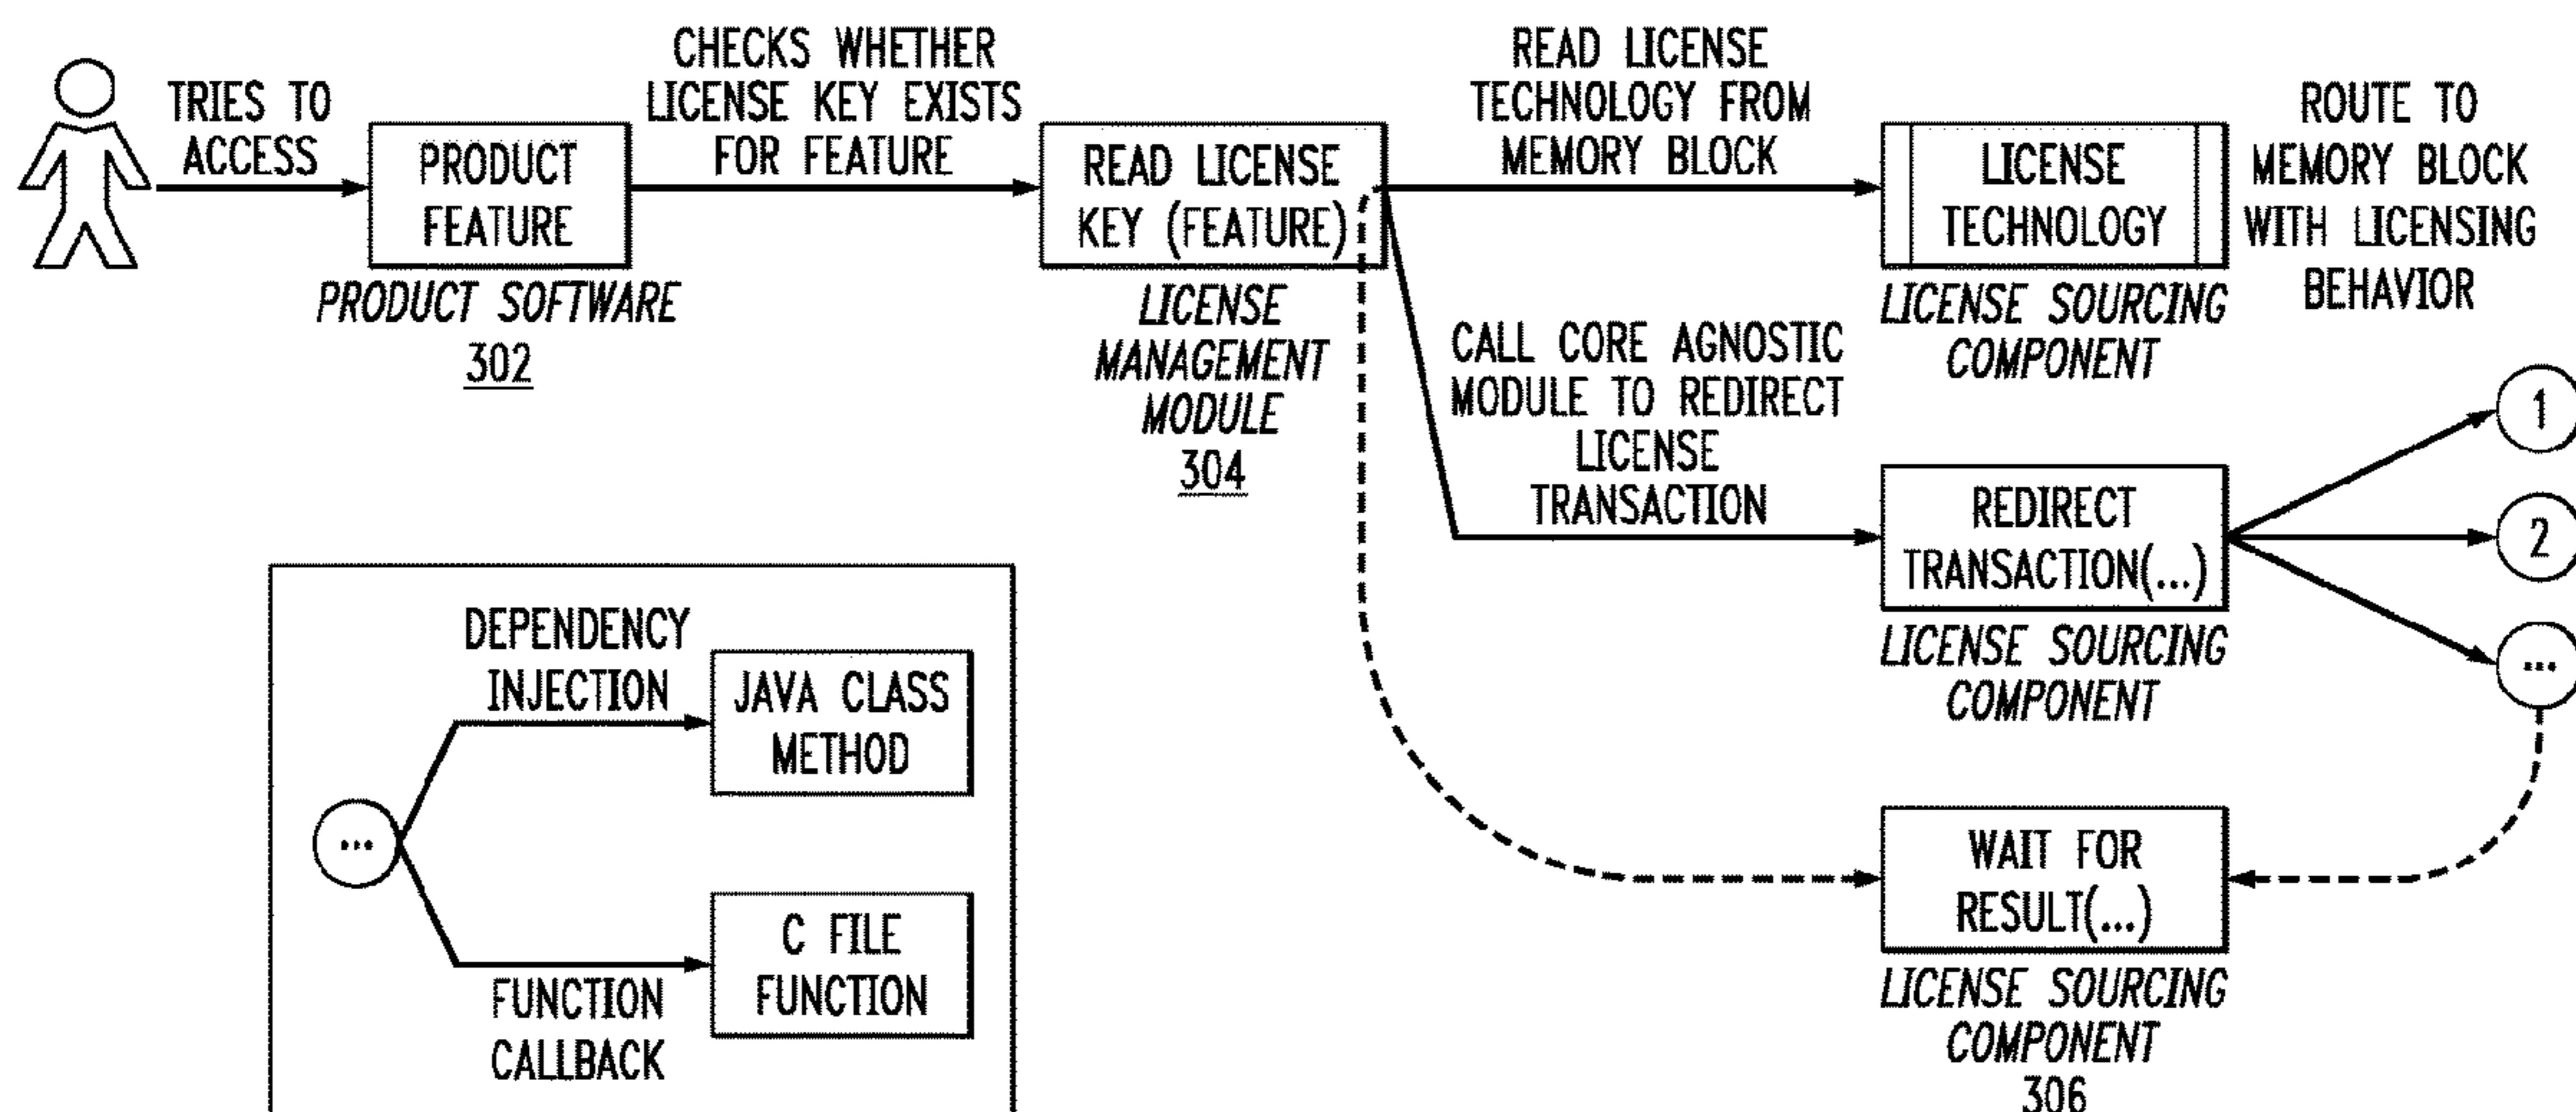 TRIES TO
ACCESS
PRODUCT
FEATURE
PRODUCT SOFTWARE
302
CHECKS WHETHER
LICENSE KEY EXISTS
FOR FEATURE
READ LICENSE
KEY (FEATURE)
LICENSE
MANAGEMENT
MODULE
304
READ LICENSE
TECHNOLOGY FROM
MEMORY BLOCK
LICENSE
TECHNOLOGY
LICENSE SOURCING
COMPONENT
ROUTE TO
MEMORY BLOCK
WITH LICENSING
BEHAVIOR
CALL CORE AGNOSTIC
MODULE TO REDIRECT
LICENSE
TRANSACTION
REDIRECT
TRANSACTION(...)
LICENSE SOURCING
COMPONENT
1
2
...
WAIT FOR
RESULT(...)
LICENSE SOURCING
COMPONENT
306
...
DEPENDENCY
INJECTION
JAVA CLASS
METHOD
FUNCTION
CALLBACK
C FILE
FUNCTION